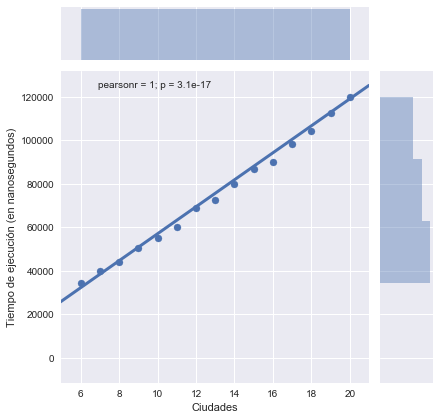 pearsonr = 1; p = 3.1e-17
120000
100000
80000
60000
40000
20000
0
Tiempo de ejecución (en nanosegundos)
6 8 10 12 14 16 18 20
Ciudades